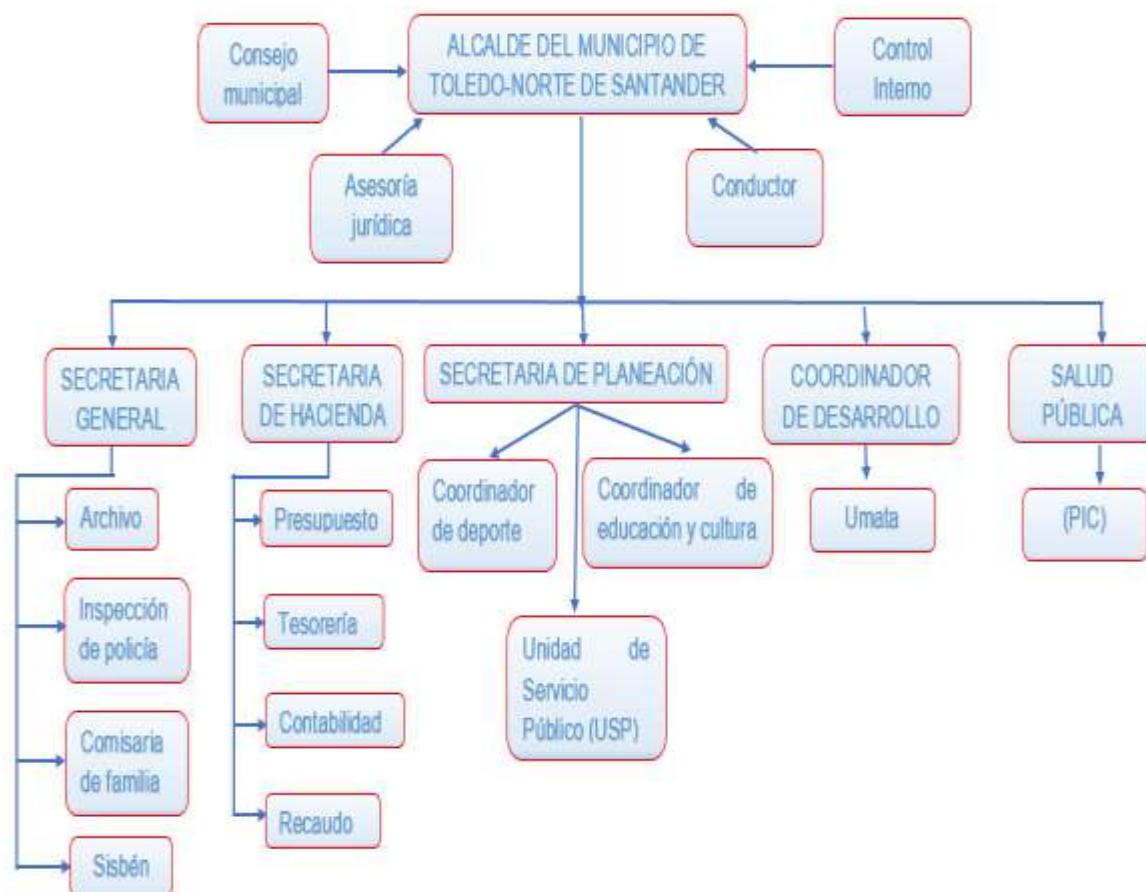 Consejo
municipal
ALCALDE DEL MUNICIPIO DE
TOLEDO-NORTE DE SANTANDER
Control
Interno
Asesoría
jurídica
Conductor
SECRETARIA
GENERAL
SECRETARIA
DE HACIENDA
SECRETARIA DE PLANEACIÓN
COORDINADOR
DE DESARROLLO
SALUD
PÚBLICA
Archivo
Inspección
de policía
Comisaria
de familia
Sisbén
Presupuesto
Tesorería
Contabilidad
Recaudo
Coordinador
de deporte
Coordinador de
educación y cultura
Unidad de
Servicio
Público (USP)
Umata
(PIC)